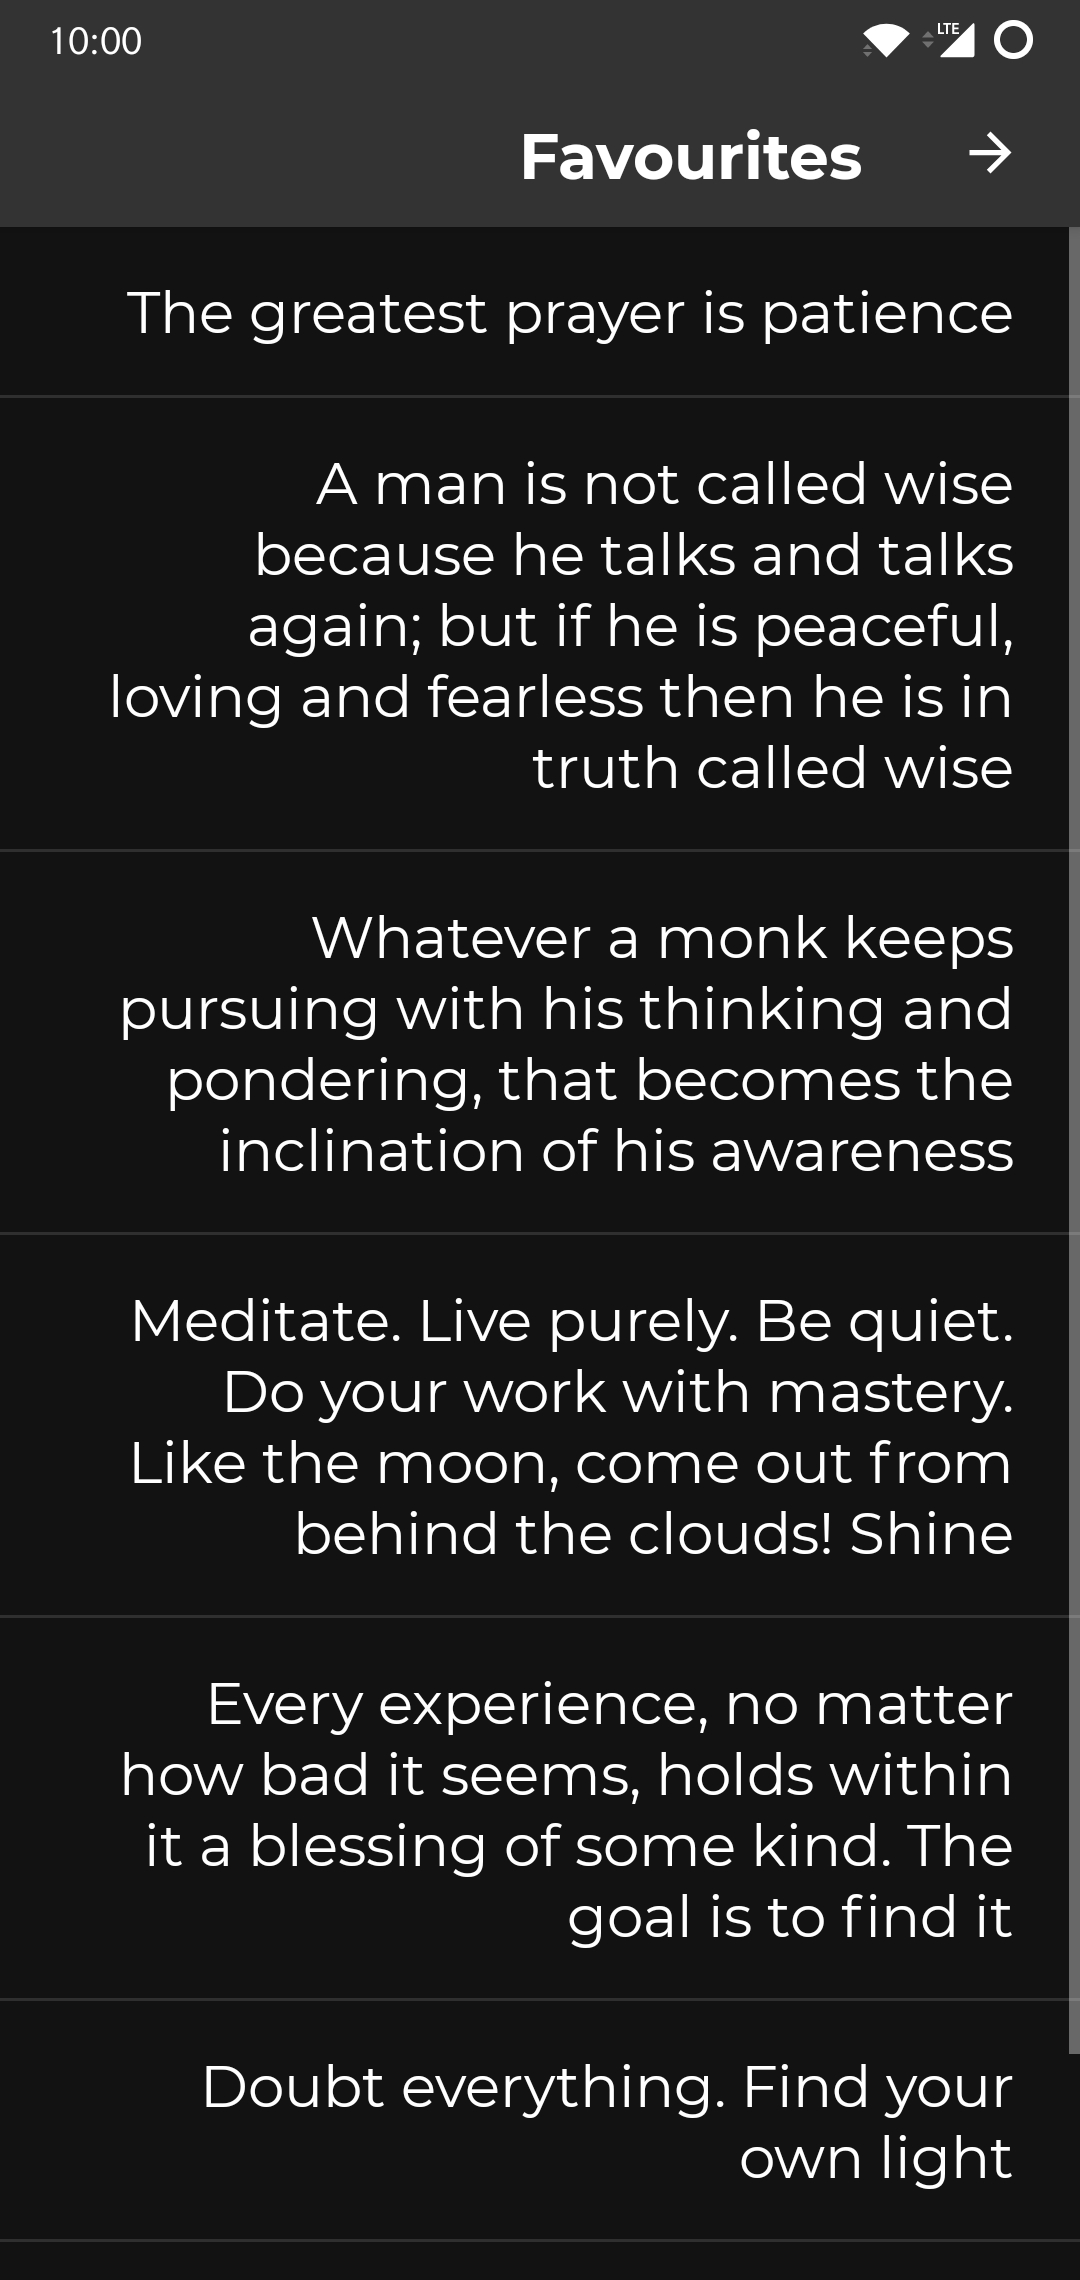 10:00
LTE
Favourites
The greatest prayer is patience
A man is not called wise
because he talks and talks
again; but if he is peaceful,
loving and fearless then he is in
truth called wise
Whatever a monk keeps
pursuing with his thinking and
pondering, that becomes the
inclination of his awareness
Meditate. Live purely. Be quiet.
Do your work with mastery.
Like the moon, come out from
behind the clouds! Shine
Every experience, no matter
how bad it seems, holds within
it a blessing of some kind. The
goal is to find it
Doubt everything. Find your
own light